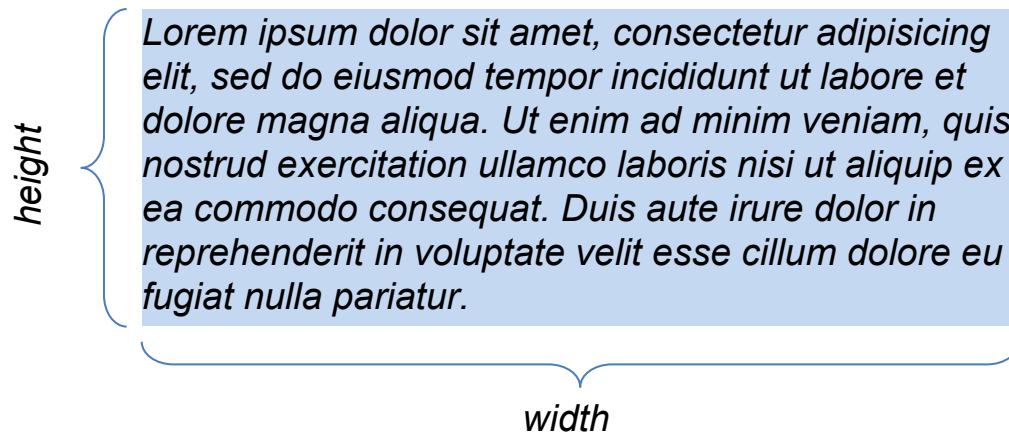 Lorem ipsum dolor sit amet, consectetur adipisicing
elit, sed do eiusmod tempor incididunt ut labore et
dolore magna aliqua. Ut enim ad minim veniam, quis
nostrud exercitation ullamco laboris nisi ut aliquip ex
ea commodo consequat. Duis aute irure dolor in
reprehenderit in voluptate velit esse cillum dolore eu
fugiat nulla pariatur.
height
width